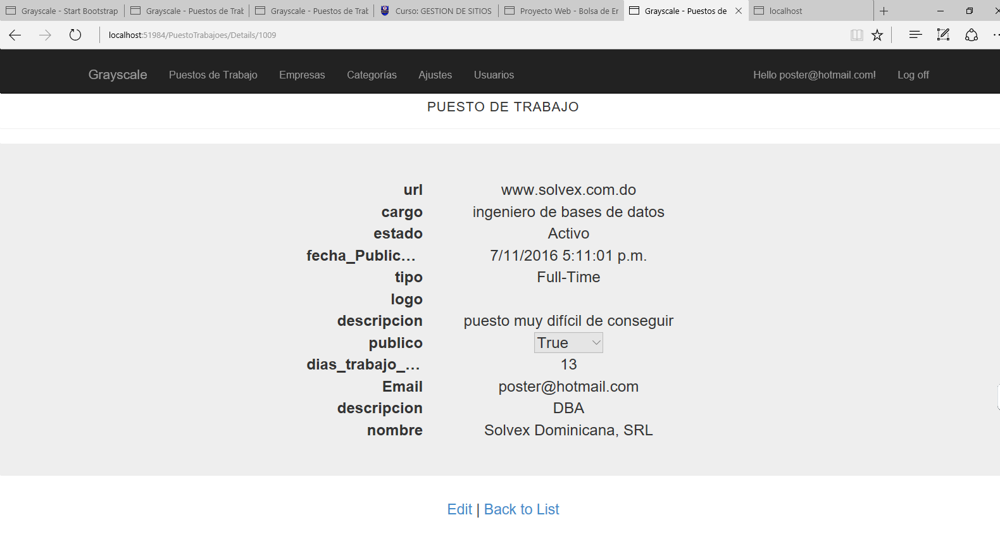 Grayscale - Start Bootstrap
Grayscale - Puestos de Trab
Grayscale - Puestos de Trab
Curso: GESTION DE SITIOS
Proyecto Web - Bolsa de Er
Grayscale - Puestos de
localhost
localhost:51984/PuestoTrabajoes/Details/1009
Grayscale Puestos de Trabajo Empresas Categorías Ajustes Usuarios Hello poster@hotmail.com! Log off
PUESTO DE TRABAJO
url www.solvex.com.do
cargo ingeniero de bases de datos
estado Activo
fecha_Public... 7/11/2016 5:11:01 p.m.
tipo Full-Time
logo
descripcion puesto muy difícil de conseguir
publico True
dias_trabajo_... 13
Email poster@hotmail.com
descripcion DBA
nombre Solvex Dominicana, SRL
Edit | Back to List